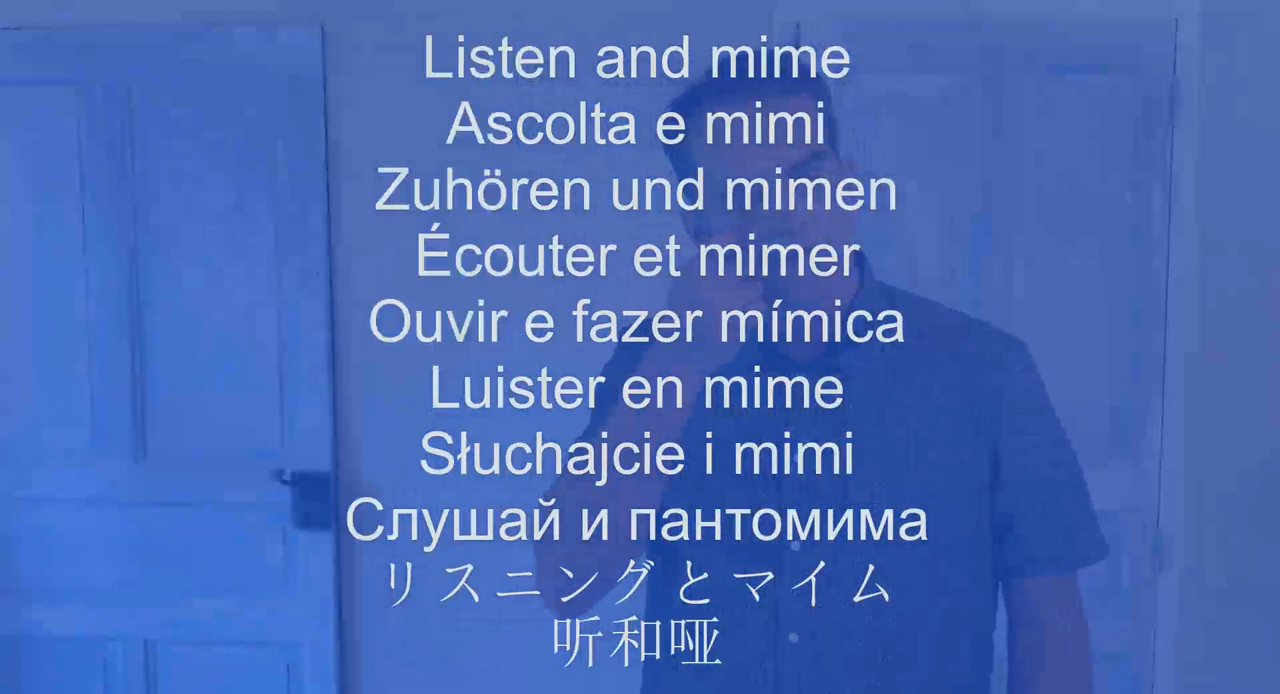 Listen and mime
Ascolta e mimi
Zuhören und mimen
Écouter et mimer
Ouvir e fazer mímica
Luister en mime
Słuchajcie i mimi
Слушай и пантомима
リスニングとマイム
听和哑